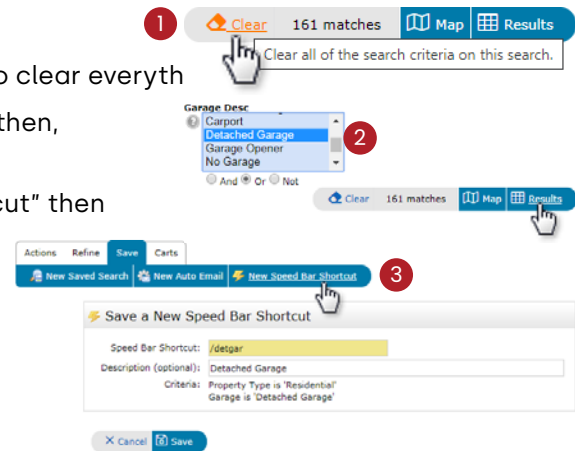 1
Clear 161 matches Map Results
Clear all of the search criteria on this search.
o clear everyth
Garage Desc
then,
Carport
Detached Garage
2
Garage Opener
No Garage
And Or Not
cut" then
Clear 161 matches Map Results
Actions Refine Save Carts
New Saved Search New Auto Email New Speed Bar Shortcut
3
Save a New Speed Bar Shortcut
Speed Bar Shortcut: /detgar
Description (optional): Detached Garage
Criteria: Property Type is 'Residential'
Garage is 'Detached Garage'
Cancel Save